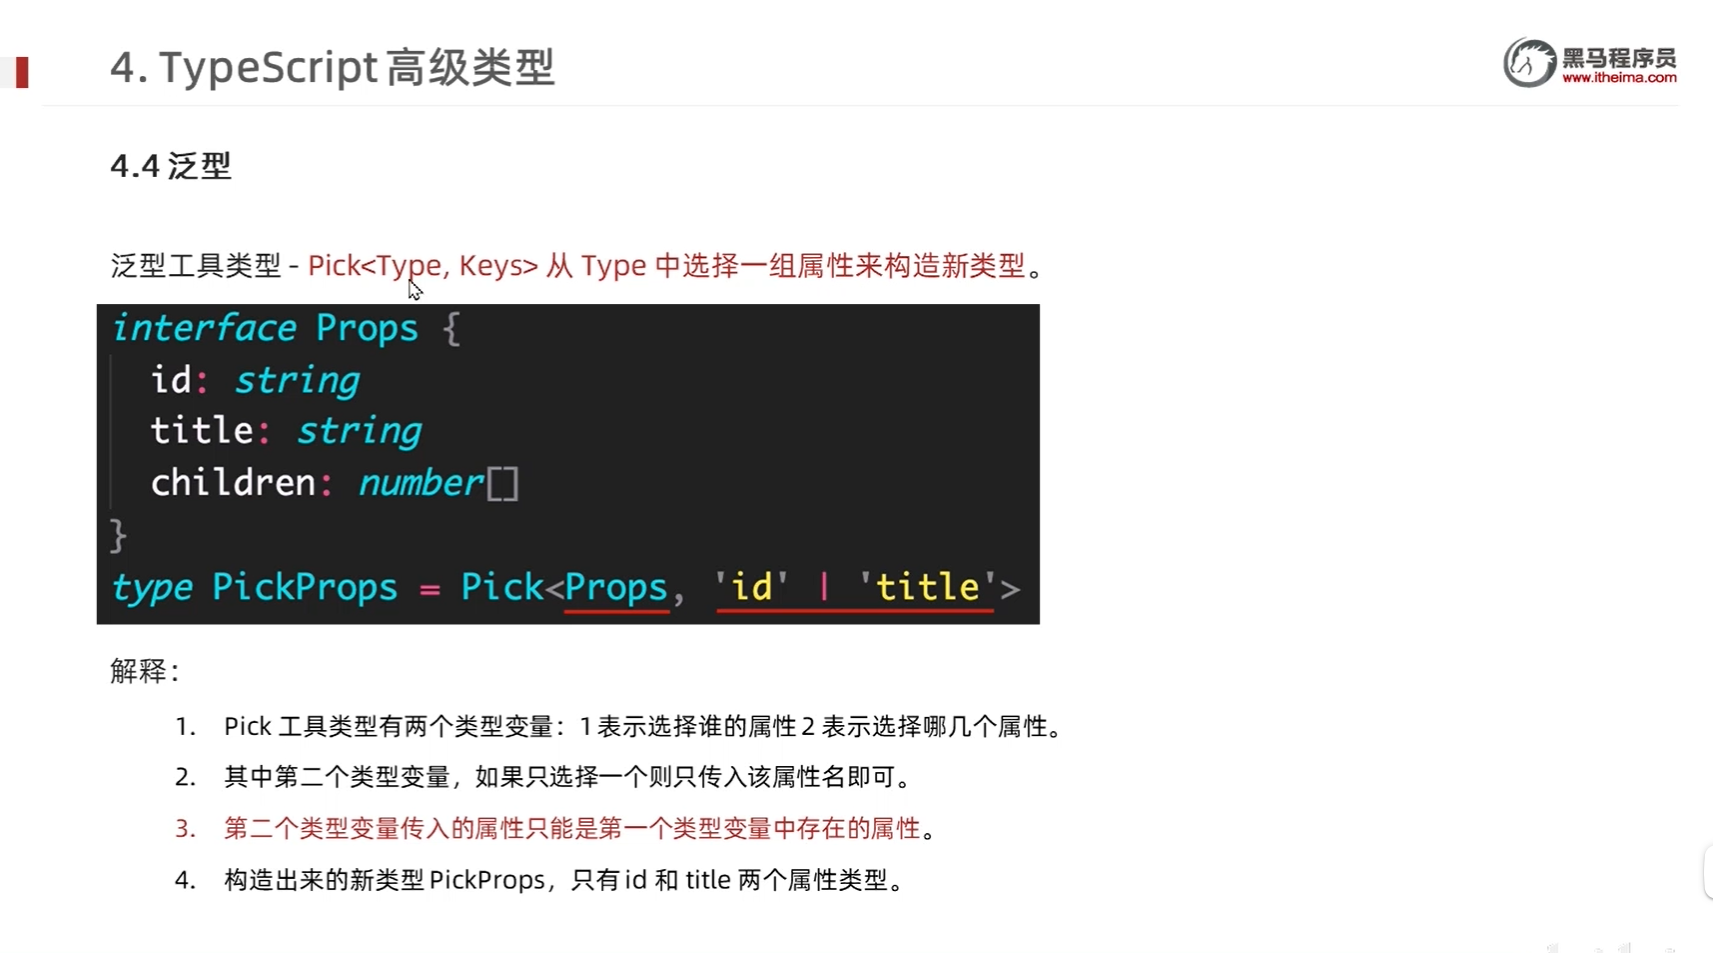 4. TypeScript 高级类型
黑马程序员
www.itheima.com
4.4 泛型
泛型工具类型 - Pick<Type, Keys> 从 Type 中选择一组属性来构造新类型。
interface Props {
id: string
title: string
children: number[]
}
type PickProps = Pick<Props, 'id' | 'title'>
解释：
1. Pick 工具类型有两个类型变量：1 表示选择谁的属性 2 表示选择哪几个属性。
2. 其中第二个类型变量，如果只选择一个则只传入该属性名即可。
3. 第二个类型变量传入的属性只能是第一个类型变量中存在的属性。
4. 构造出来的新类型 PickProps，只有 id 和 title 两个属性类型。